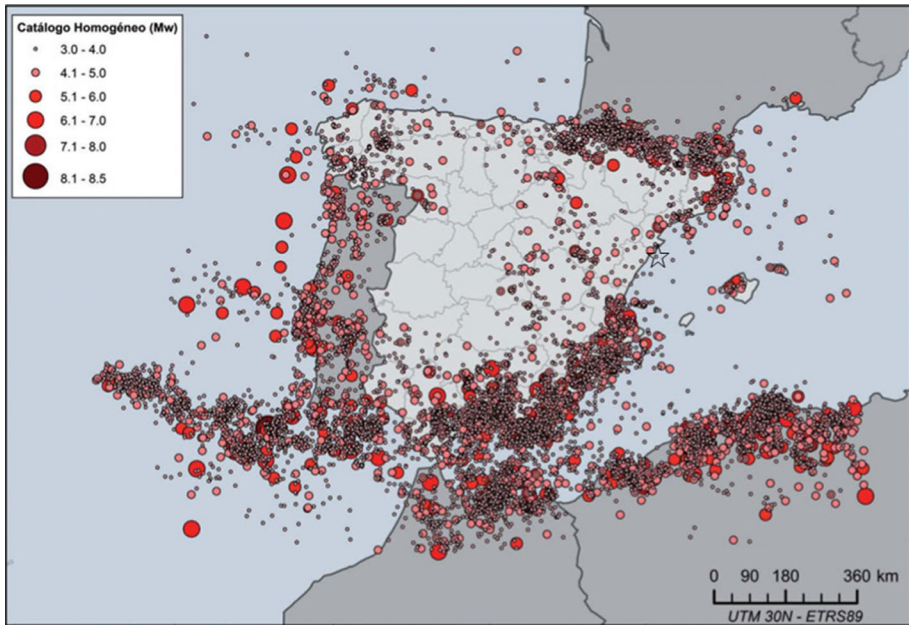 Catálogo Homogéneo (Mw)
3.0 - 4.0
4.1 - 5.0
5.1 - 6.0
6.1 - 7.0
7.1 - 8.0
8.1 - 8.5
0 90 180 360 km
UTM 30N - ETRS89